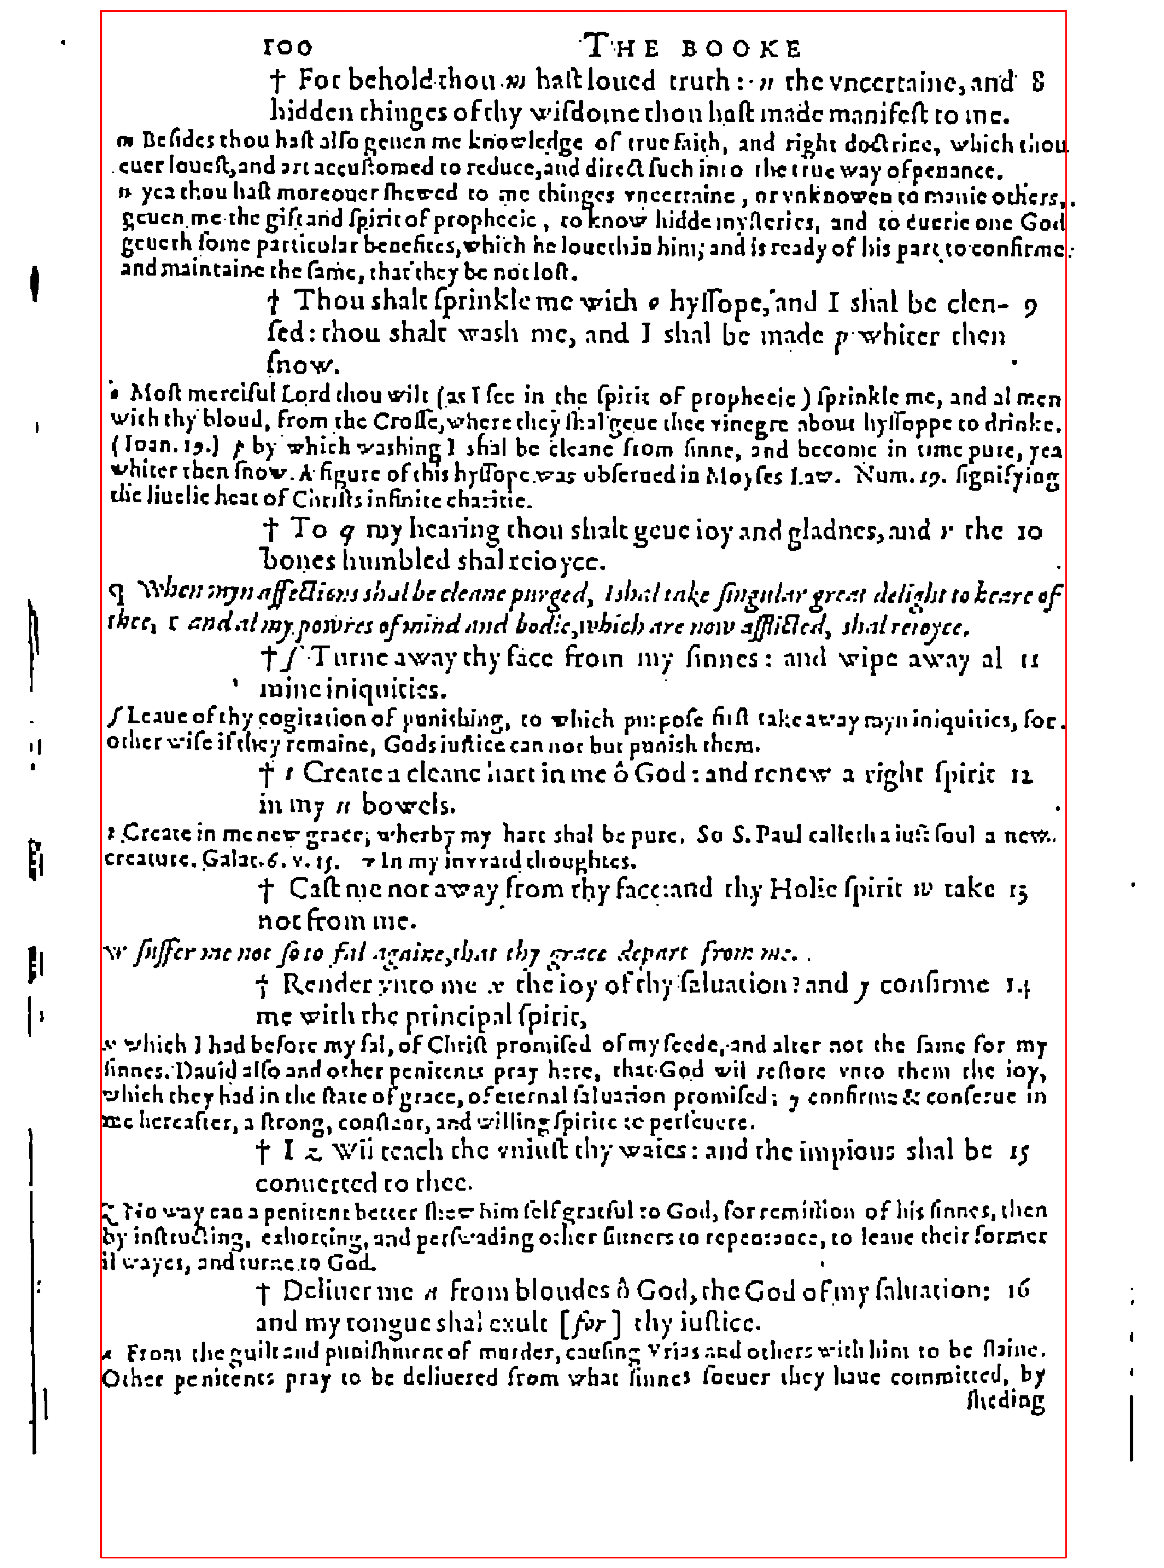 100 THE BOOKE
† For behold thou m haſt loued truth: n the vncertaine, and 8
hidden thinges of thy wiſdome thou haſt made manifeſt to me.
m Beſides thou haſt alſo geuen me knowledge of true faith, and right doctrine, which thou
euer loueſt, and art accuſtomed to reduce, and direct ſuch into the true way of penance.
n yea thou haſt moreouer ſhewed to me thinges vncertaine, or vnknowen to manie others,
geuen me the gift and ſpirit of prophecie, to know hidde myſteries, and to euerie one God
geueth ſome particular benefites, which he loueth in him; and is ready of his part to confirme
and maintaine the ſame, that they be not loſt.
† Thou shalt ſprinkle me with o hyſſope, and I shal be clen- 9
ſed: thou shalt wash me, and I shal be made p whiter then
ſnow.
o Moſt merciful Lord thou wilt (as I ſee in the ſpirit of prophecie) ſprinkle me, and al men
with thy bloud, from the Croſſe, where they ſhal geue thee vinegre about hyſſoppe to drinke.
(Ioan. 19.) p by which washing I shal be cleane from ſinne, and become in time pure, yea
whiter then ſnow. A figure of this hyſſope was obſerued in Moyſes Law. Num. 19. ſignifying
the liuelie heat of Chriſts infinite charitie.
† To q my hearing thou shalt geue ioy and gladnes, and r the 10
bones humbled shal reioyce.
q When myn affections shal be cleane purged, I shal take ſingular great delight to heare of
thee, r and al my powres of mind and bodie, which are now afflicted, shal reioyce.
† ſ Turne away thy face from my ſinnes: and wipe away al 11
mine iniquities.
ſ Leaue of thy cogitation of punishing, to which purpoſe firſt take away myn iniquities, for
otherwiſe if they remaine, Gods iuſtice can not but punish them.
† t Create a cleane hart in me ô God: and renew a right ſpirit 12
in my u bowels.
t Create in me new grace; wherby my hart shal be pure. So S. Paul calleth a iuſt ſoul a new
creature. Galat. 6. v. 15. v In my inward thoughtes.
† Caſt me not away from thy face: and thy Holie ſpirit w take 13
not from me.
w ſuffer me not ſo to fal againe, that thy grace depart from me.
† Render vnto me x the ioy of thy ſaluation? and y confirme 14
me with the principal ſpirit,
x which I had before my fal, of Chriſt promiſed of my ſeede, and alter not the ſame for my
ſinnes. Dauid alſo and other penitents pray here, that God wil reſtore vnto them the ioy,
which they had in the ſtate of grace, of eternal ſaluation promiſed; y confirme & conſerue in
me hereafter, a ſtrong, conſtant, and willing ſpirite to perſeuere.
† I z wil teach the vniuſt thy waies: and the impious shal be 15
conuerted to thee.
z No way can a penitent better ſhew him ſelf grateful to God, for remiſſion of his ſinnes, then
by inſtructing, exhorting, and perſwading other ſinners to repentance, to leaue their former
il wayes, and turne to God.
† Deliuer me a from bloudes ô God, the God of my ſaluation: 16
and my tongue shal exult [for] thy iuſtice.
a From the guilt and puniſhment of murder, cauſing Vrias and others with him to be ſlaine.
Other penitents pray to be deliuered from what ſinnes ſoeuer they haue committed, by
ſheding